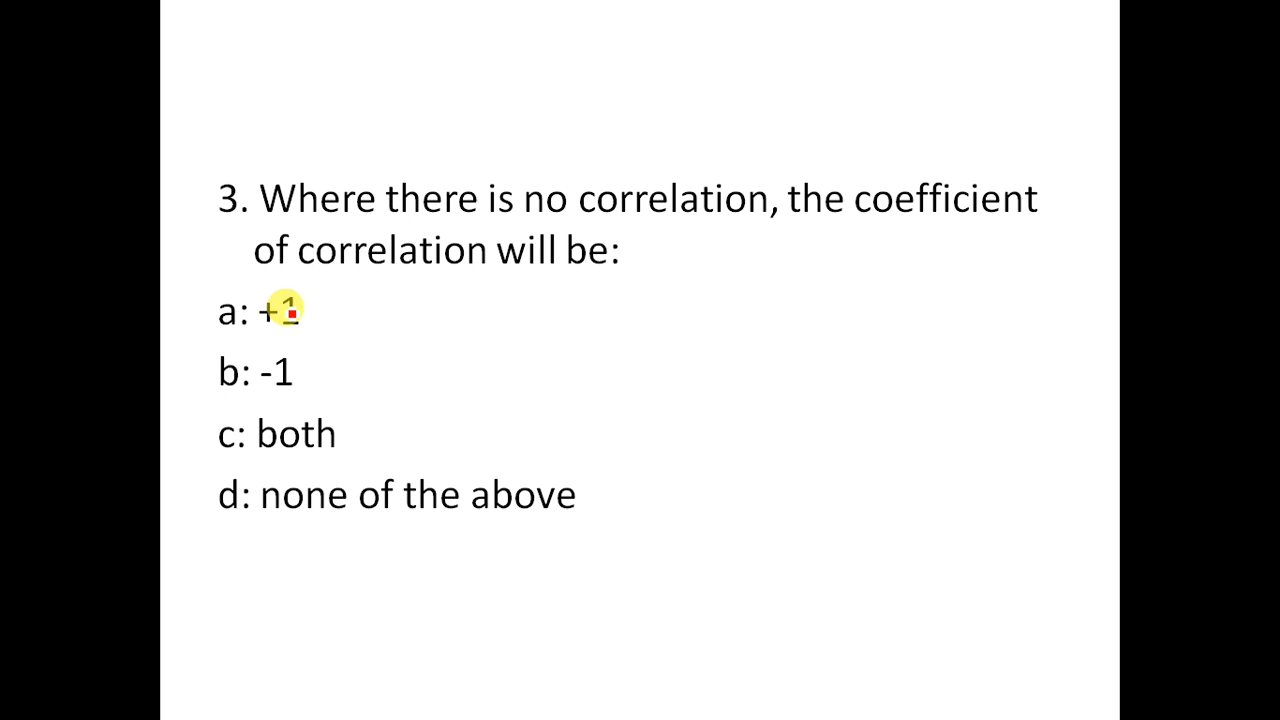 3. Where there is no correlation, the coefficient
of correlation will be:
a: +1
b: -1
c: both
d: none of the above